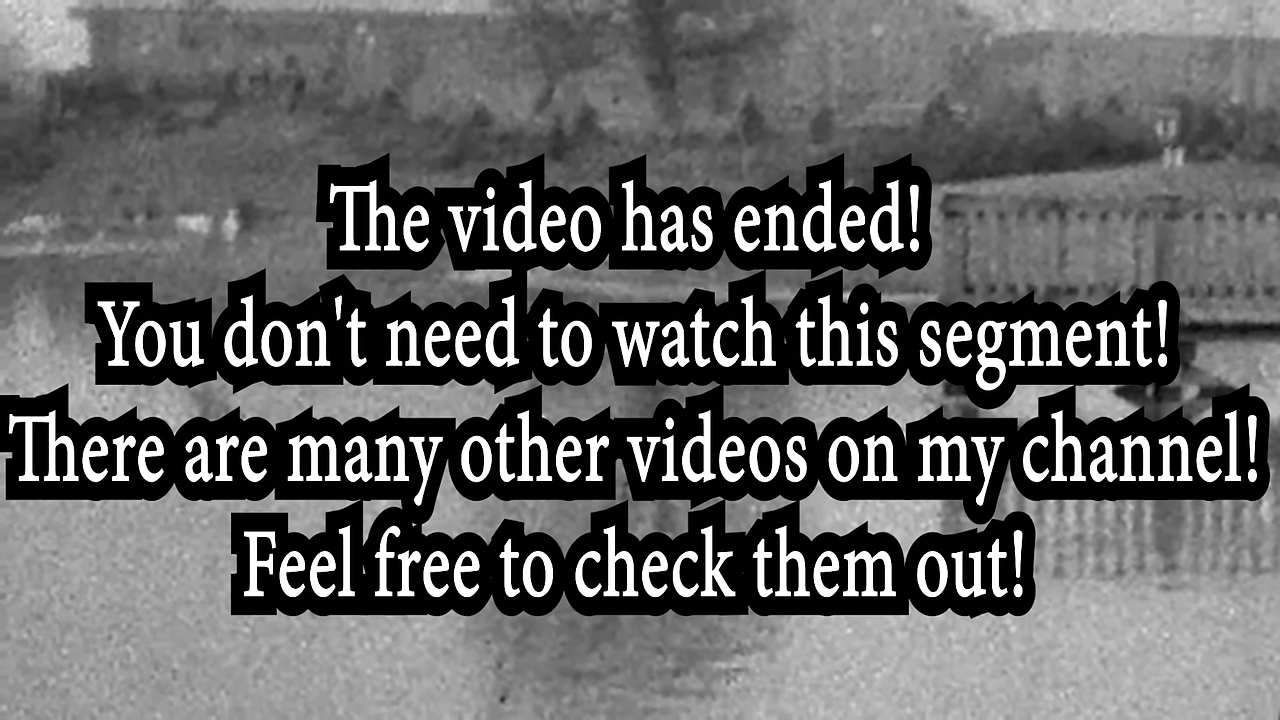 The video has ended!
You don't need to watch this segment!
There are many other videos on my channel!
Feel free to check them out!